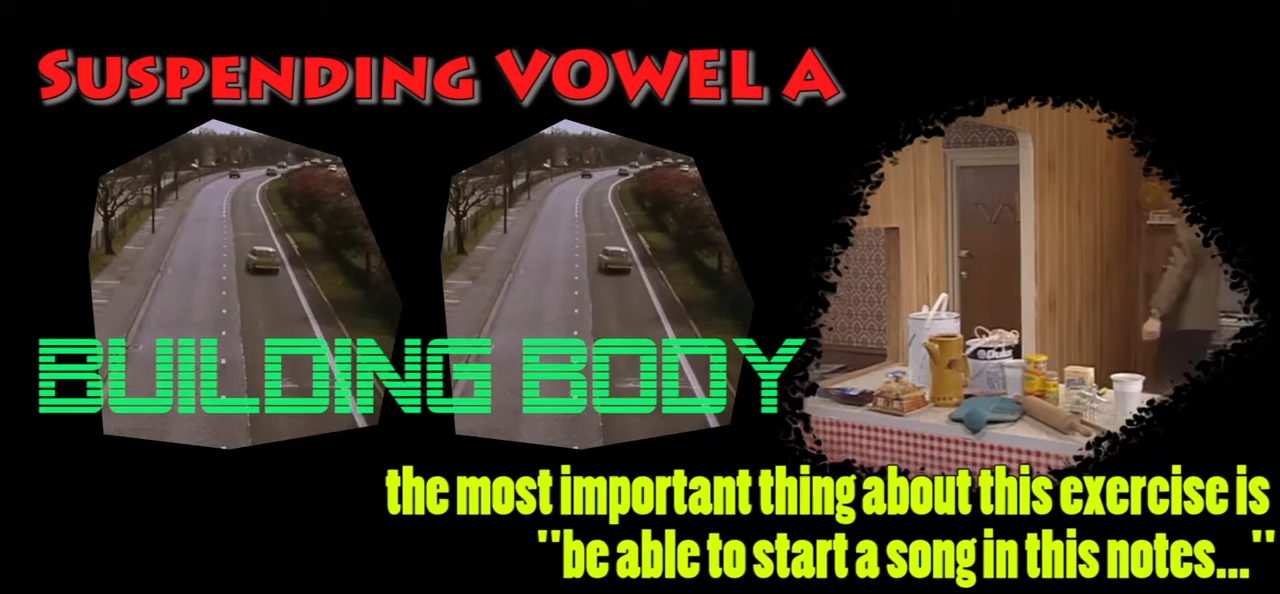 SUSPENDING VOWEL A
BUILDING BODY
Dulux
the most important thing about this exercise is
"be able to start a song in this notes..."